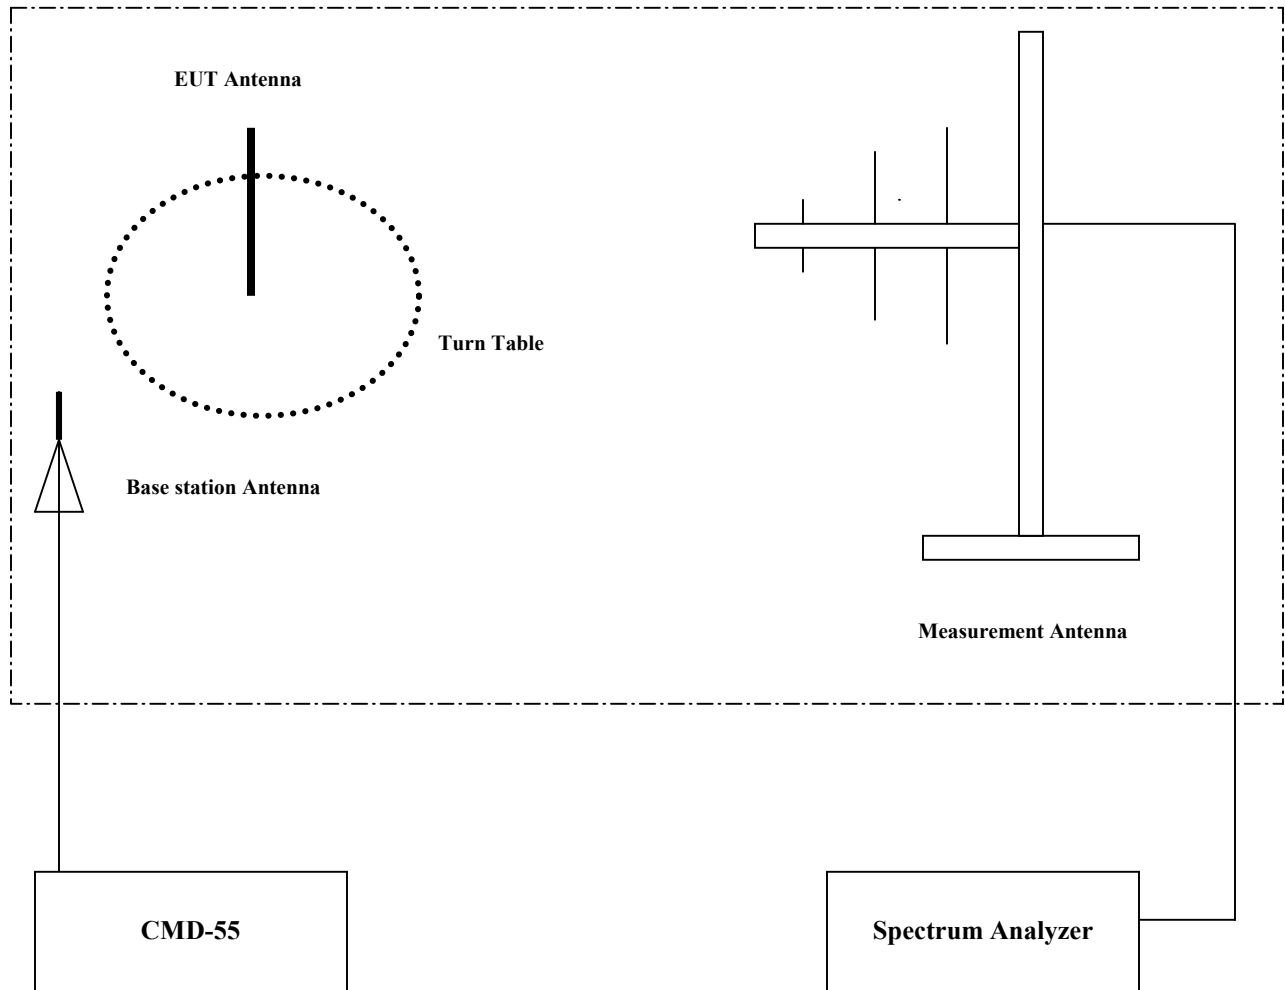 EUT Antenna
Turn Table
Base station Antenna
Measurement Antenna
CMD-55
Spectrum Analyzer